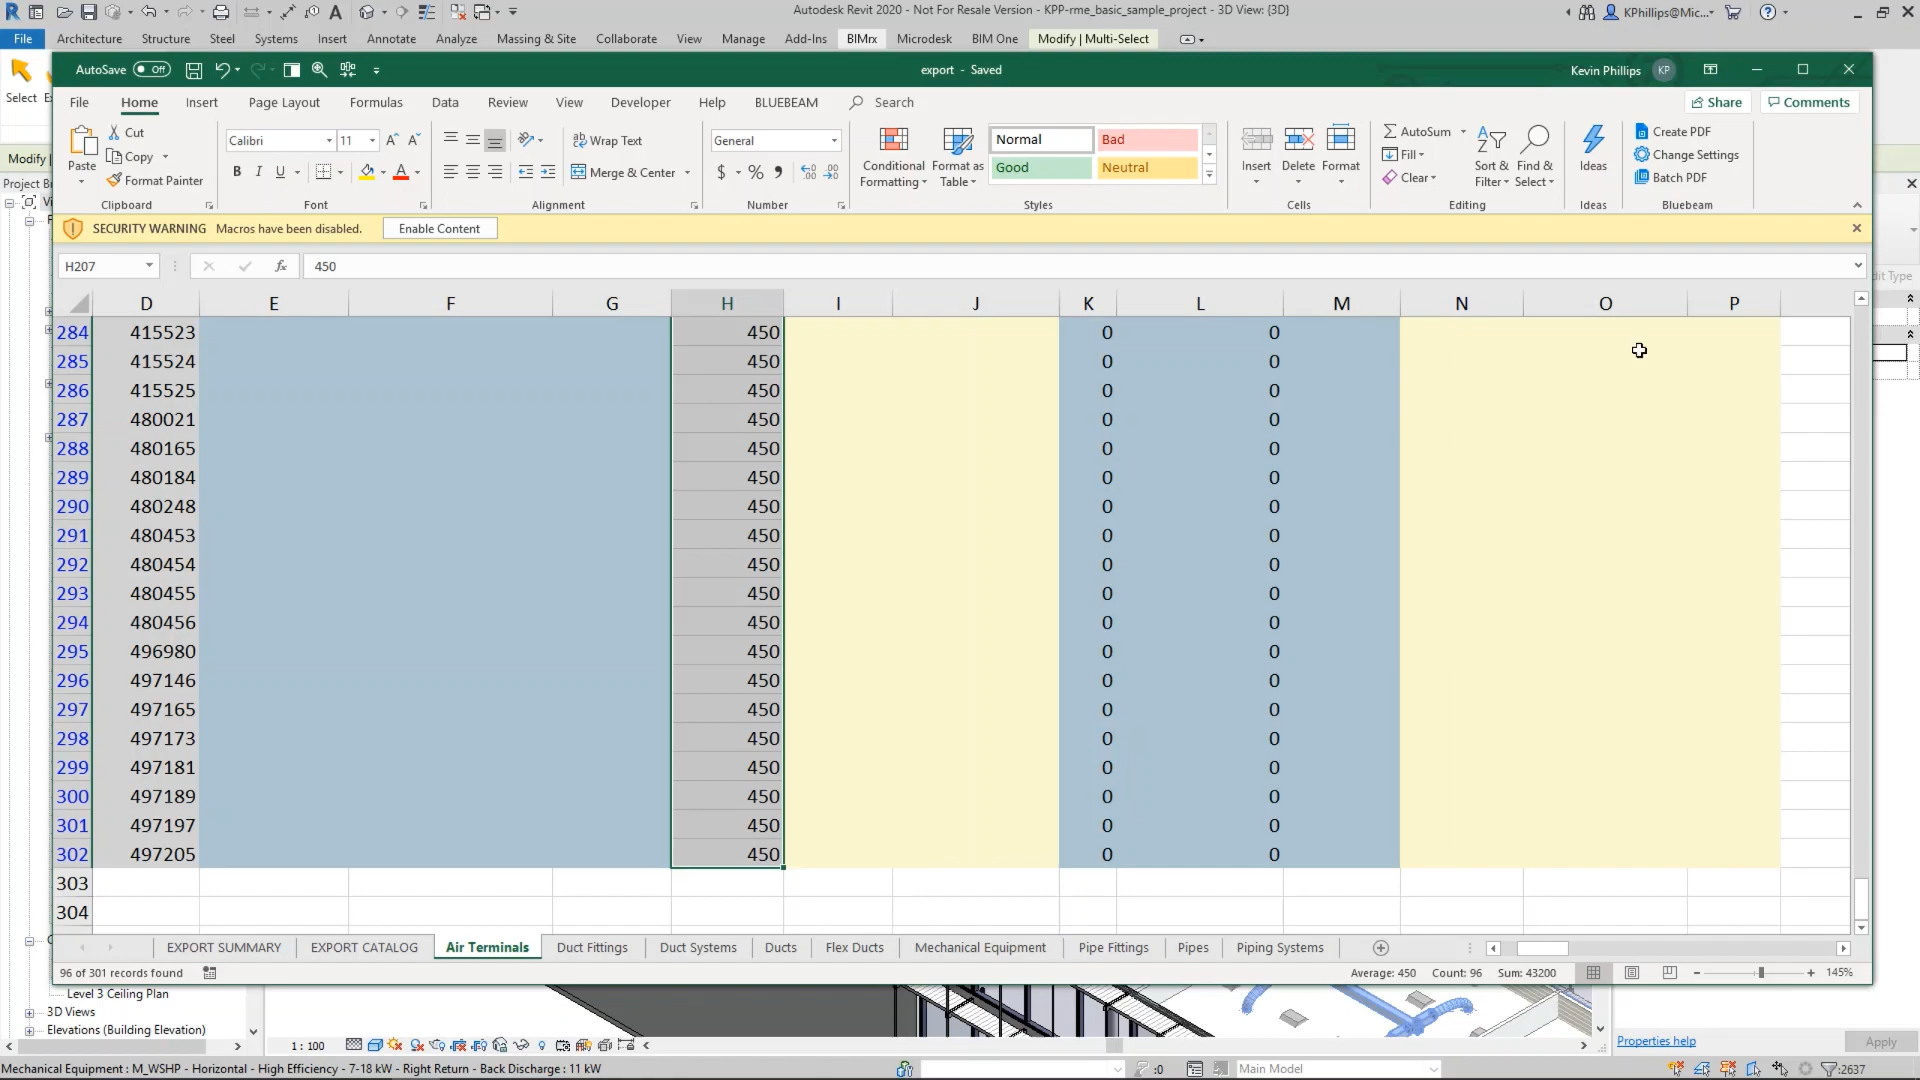 Autodesk Revit 2020 - Not For Resale Version - KPP-rme_basic_sample_project - 3D View: {3D}
KPhillips@Mic...
File Architecture Structure Steel Systems Insert Annotate Analyze Massing & Site Collaborate View Manage Add-Ins BIMrx Microdesk BIM One Modify | Multi-Select
AutoSave Off
export - Saved
Kevin Phillips KP
Select
File Home Insert Page Layout Formulas Data Review View Developer Help BLUEBEAM Search
Share Comments
Paste
Cut
Copy
Format Painter
Clipboard
Calibri 11
B I U
Font
Wrap Text
Merge & Center
Alignment
General
$ %
Number
Conditional Formatting
Format as Table
Normal Bad
Good Neutral
Styles
Insert Delete Format
Cells
AutoSum
Fill
Clear
Sort & Filter
Find & Select
Editing
Ideas
Ideas
Create PDF
Change Settings
Batch PDF
Bluebeam
Modify |
SECURITY WARNING Macros have been disabled. Enable Content
H207 fx 450
dit Type
D E F G H I J K L M N O P
284 415523 450 0 0
285 415524 450 0 0
286 415525 450 0 0
287 480021 450 0 0
288 480165 450 0 0
289 480184 450 0 0
290 480248 450 0 0
291 480453 450 0 0
292 480454 450 0 0
293 480455 450 0 0
294 480456 450 0 0
295 496980 450 0 0
296 497146 450 0 0
297 497165 450 0 0
298 497173 450 0 0
299 497181 450 0 0
300 497189 450 0 0
301 497197 450 0 0
302 497205 450 0 0
303
304
EXPORT SUMMARY EXPORT CATALOG Air Terminals Duct Fittings Duct Systems Ducts Flex Ducts Mechanical Equipment Pipe Fittings Pipes Piping Systems
96 of 301 records found
Average: 450 Count: 96 Sum: 43200
145%
Level 3 Ceiling Plan
3D Views
Elevations (Building Elevation)
1 : 100
Properties help Apply
Mechanical Equipment : M_WSHP - Horizontal - High Efficiency - 7-18 kW - Right Return - Back Discharge : 11 kW
:0
Main Model
:2637